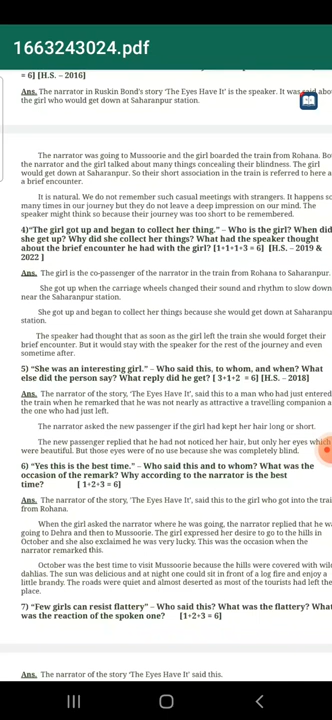 1663243024.pdf
= 6] [H.S. – 2016]
Ans. The narrator in Ruskin Bond's story 'The Eyes Have It' is the speaker. It was said abou
the girl who would get down at Saharanpur station.
The narrator was going to Mussoorie and the girl boarded the train from Rohana. Bo
the narrator and the girl talked about many things concealing their blindness. The girl
would get down at Saharanpur. So their short association in the train is referred to here a
a brief encounter.
It is natural. We do not remember such casual meetings with strangers. It happens so
many times in our journey but they do not leave a deep impression on our mind. The
speaker might think so because their journey was too short to be remembered.
4)"The girl got up and began to collect her thing." – Who is the girl? When did
she get up? Why did she collect her things? What had the speaker thought
about the brief encounter he had with the girl? [1+1+1+3 = 6] [H.S. – 2019 &
2022 ]
Ans. The girl is the co-passenger of the narrator in the train from Rohana to Saharanpur.
She got up when the carriage wheels changed their sound and rhythm to slow down
near the Saharanpur station.
She got up and began to collect her things because she would get down at Saharanpu
station.
The speaker had thought that as soon as the girl left the train she would forget their
brief encounter. But it would stay with the speaker for the rest of the journey and even
sometime after.
5) "She was an interesting girl." – Who said this, to whom, and when? What
else did the person say? What reply did he get? [ 3+1+2 = 6] [H.S. – 2018]
Ans. The narrator of the story, 'The Eyes Have It', said this to a man who had just entered
the train when he remarked that he was not nearly as attractive a travelling companion a
the one who had just left.
The narrator asked the new passenger if the girl had kept her hair long or short.
The new passenger replied that he had not noticed her hair, but only her eyes which
were beautiful. But those eyes were of no use because she was completely blind.
6) "Yes this is the best time." – Who said this and to whom? What was the
occasion of the remark? Why according to the narrator is the best
time? [ 1+2+3 = 6]
Ans. The narrator of the story, 'The Eyes Have It', said this to the girl who got into the trai
from Rohana.
When the girl asked the narrator where he was going, the narrator replied that he wa
going to Dehra and then to Mussoorie. The girl expressed her desire to go to the hills in
October and she also exclaimed he was very lucky. This was the occasion when the
narrator remarked this.
October was the best time to visit Mussoorie because the hills were covered with wil
dahlias. The sun was delicious and at night one could sit in front of a log fire and enjoy a
little brandy. The roads were quiet and almost deserted as most of the tourists had left the
place.
7) "Few girls can resist flattery" – Who said this? What was the flattery? What
was the reaction of the spoken one? [1+2+3 = 6]
Ans. The narrator of the story 'The Eyes Have It' said this.